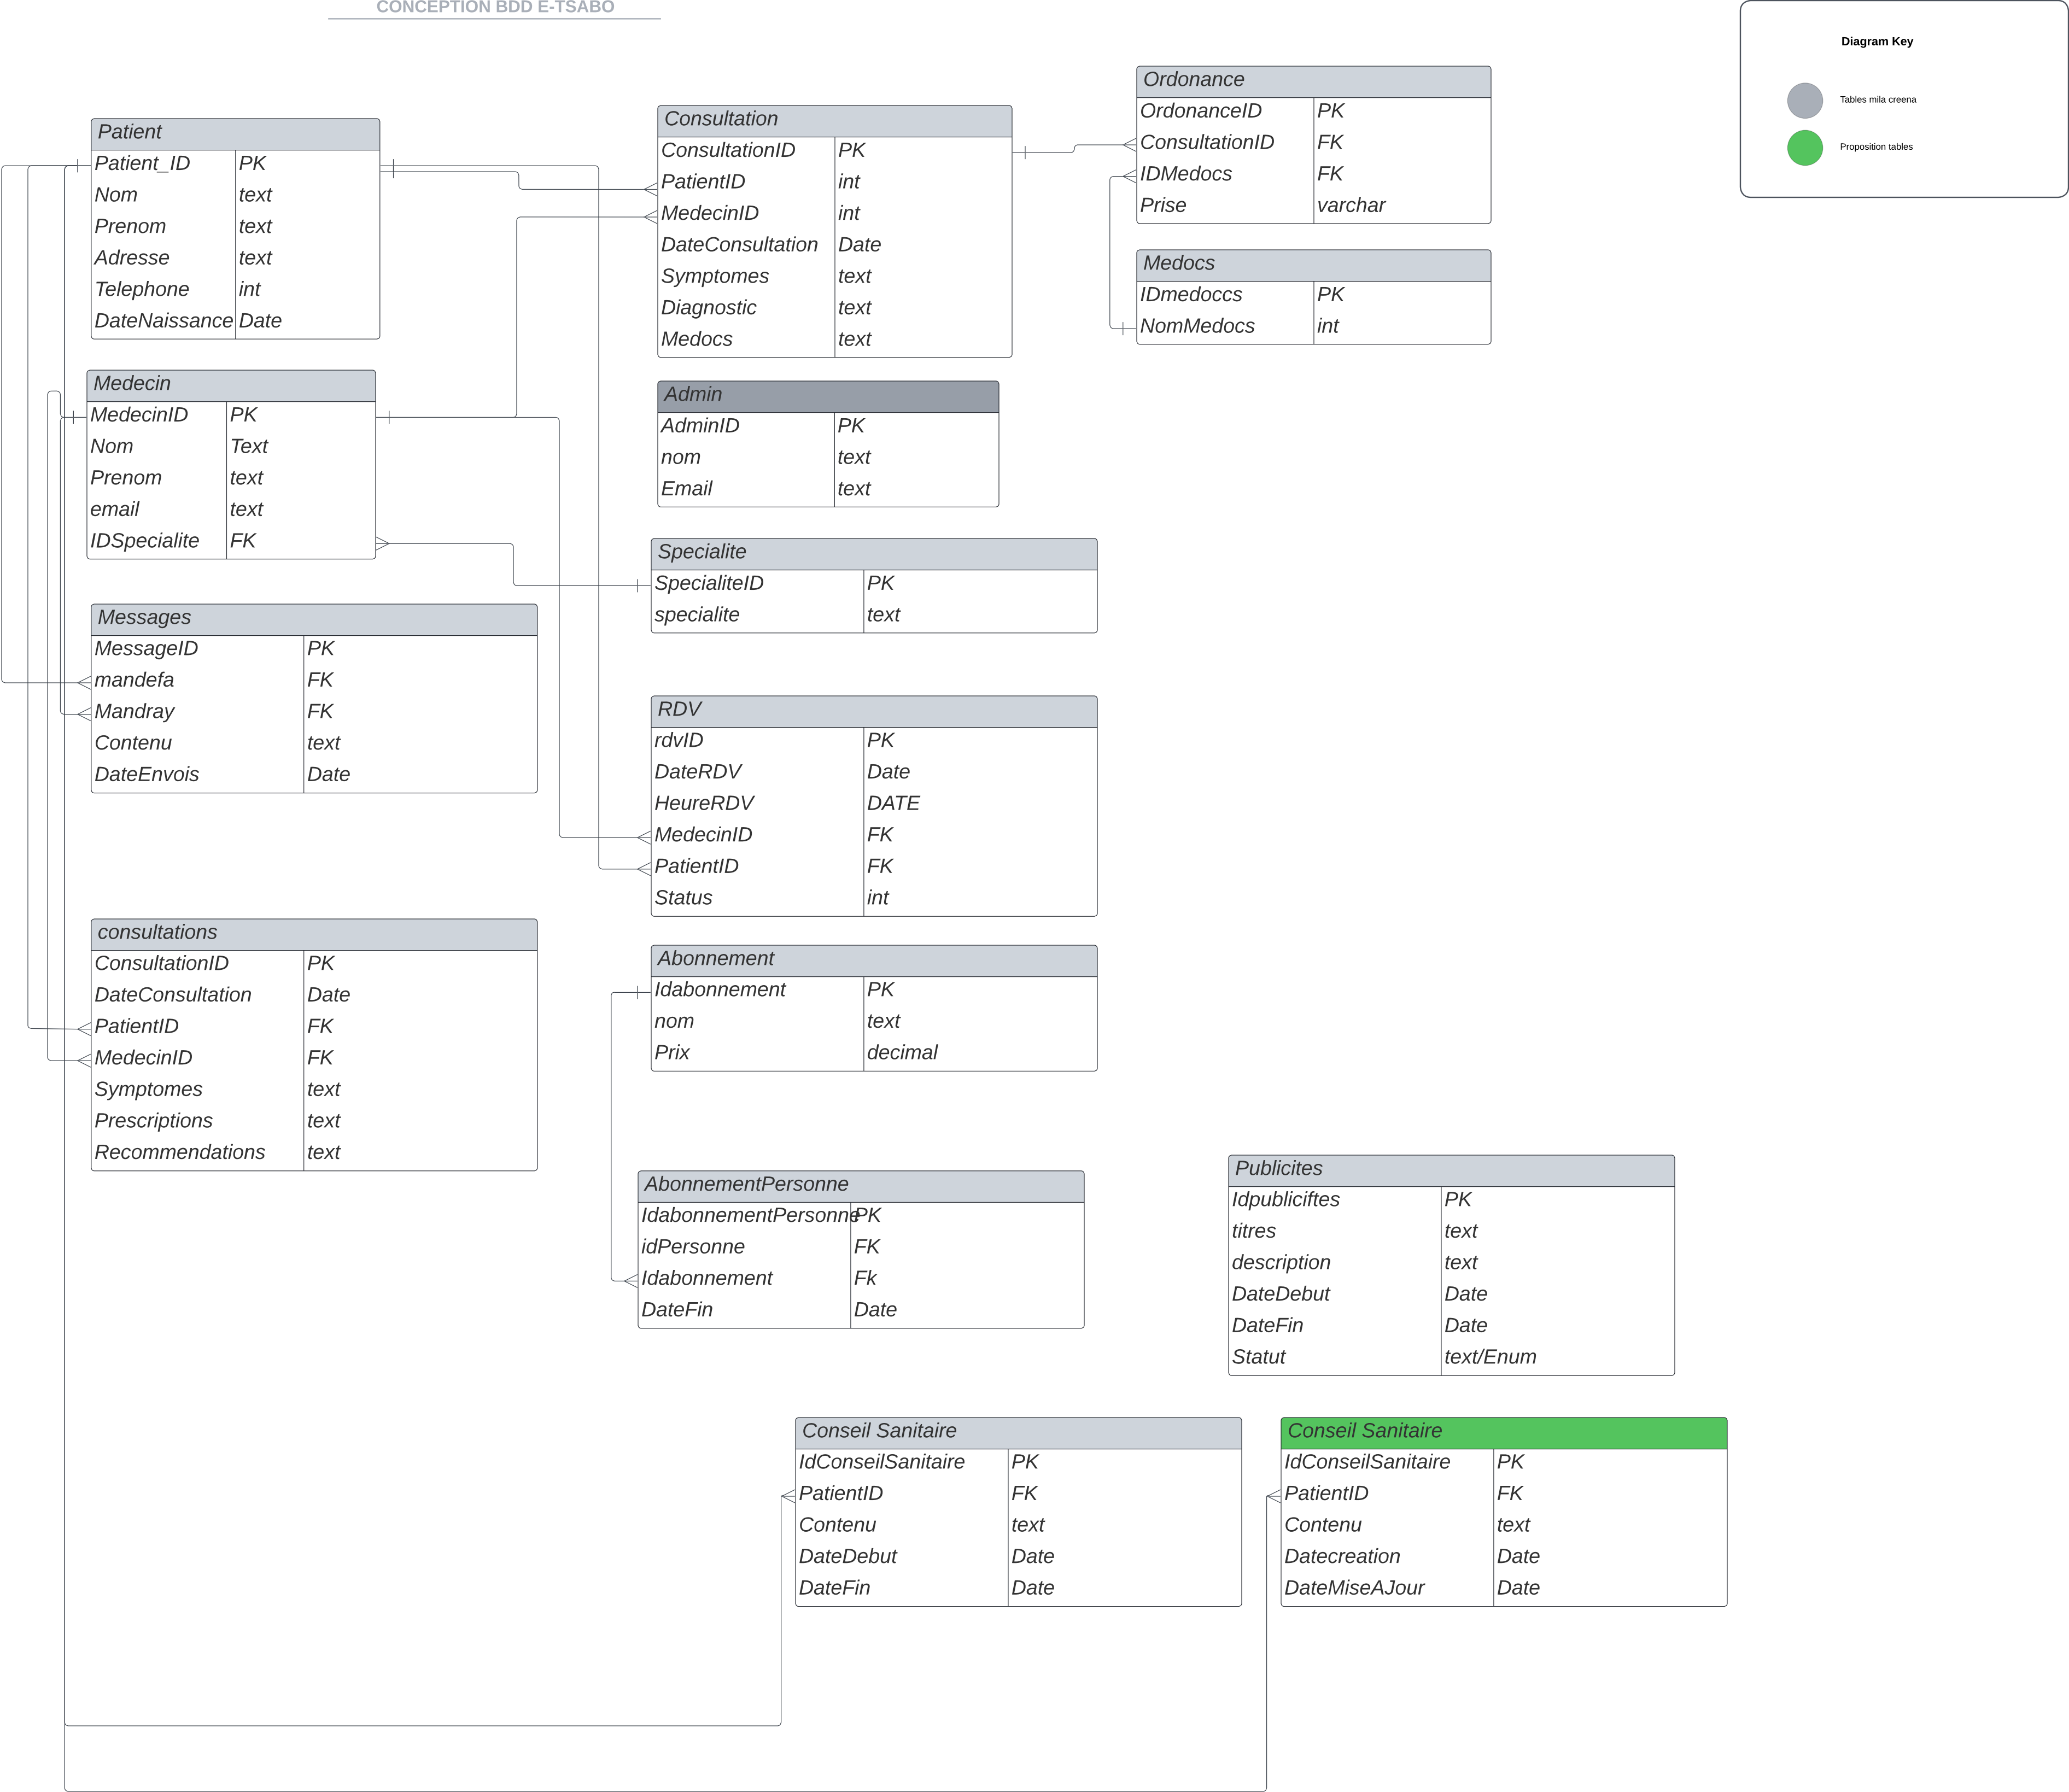 CONCEPTION BDD E-TSABO
Diagram Key
Tables mila creena
Proposition tables
Patient
Patient_ID PK
Nom text
Prenom text
Adresse text
Telephone int
DateNaissance Date
Consultation
ConsultationID PK
PatientID int
MedecinID int
DateConsultation Date
Symptomes text
Diagnostic text
Medocs text
Ordonance
OrdonanceID PK
ConsultationID FK
IDMedocs FK
Prise varchar
Medocs
IDmedoccs PK
NomMedocs int
Medecin
MedecinID PK
Nom Text
Prenom text
email text
IDSpecialite FK
Admin
AdminID PK
nom text
Email text
Specialite
SpecialiteID PK
specialite text
Messages
MessageID PK
mandefa FK
Mandray FK
Contenu text
DateEnvois Date
RDV
rdvID PK
DateRDV Date
HeureRDV DATE
MedecinID FK
PatientID FK
Status int
consultations
ConsultationID PK
DateConsultation Date
PatientID FK
MedecinID FK
Symptomes text
Prescriptions text
Recommendations text
Abonnement
Idabonnement PK
nom text
Prix decimal
AbonnementPersonne
IdabonnementPersonne PK
idPersonne FK
Idabonnement Fk
DateFin Date
Publicites
Idpubliciftes PK
titres text
description text
DateDebut Date
DateFin Date
Statut text/Enum
Conseil Sanitaire
IdConseilSanitaire PK
PatientID FK
Contenu text
DateDebut Date
DateFin Date
Conseil Sanitaire
IdConseilSanitaire PK
PatientID FK
Contenu text
Datecreation Date
DateMiseAJour Date